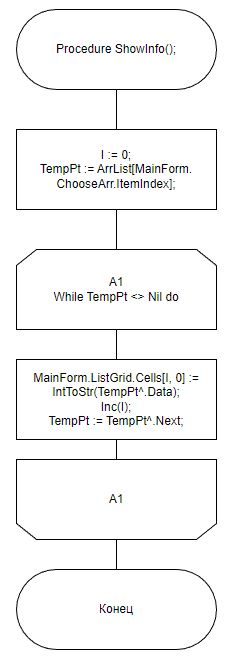 Procedure ShowInfo();
I := 0;
TempPt := ArrList[MainForm.
ChooseArr.ItemIndex];
A1
While TempPt <> Nil do
MainForm.ListGrid.Cells[I, 0] :=
IntToStr(TempPt^.Data);
Inc(I);
TempPt := TempPt^.Next;
A1
Конец